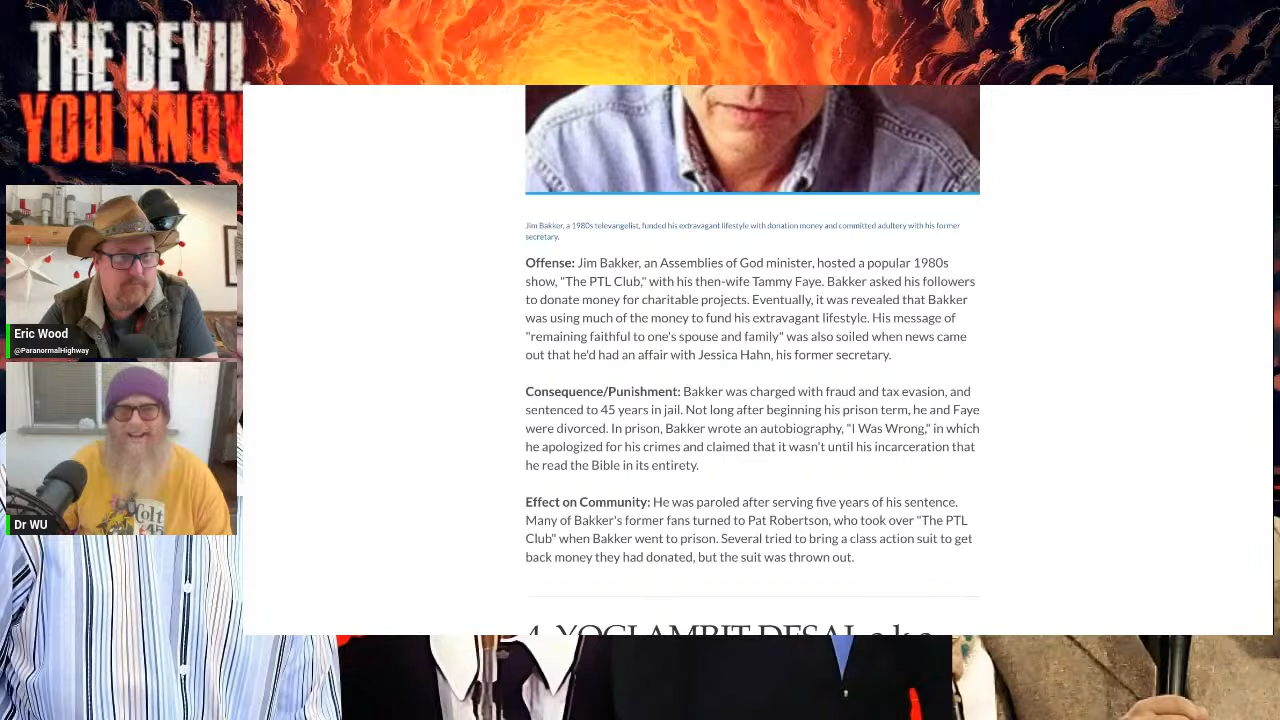 THE DEVIL
YOU KNOW
Jim Bakker, a 1980s televangelist, funded his extravagant lifestyle with donation money and committed adultery with his former
secretary.
Offense: Jim Bakker, an Assemblies of God minister, hosted a popular 1980s
show, "The PTL Club," with his then-wife Tammy Faye. Bakker asked his followers
to donate money for charitable projects. Eventually, it was revealed that Bakker
was using much of the money to fund his extravagant lifestyle. His message of
"remaining faithful to one's spouse and family" was also soiled when news came
out that he'd had an affair with Jessica Hahn, his former secretary.
Consequence/Punishment: Bakker was charged with fraud and tax evasion, and
sentenced to 45 years in jail. Not long after beginning his prison term, he and Faye
were divorced. In prison, Bakker wrote an autobiography, "I Was Wrong," in which
he apologized for his crimes and claimed that it wasn't until his incarceration that
he read the Bible in its entirety.
Effect on Community: He was paroled after serving five years of his sentence.
Many of Bakker's former fans turned to Pat Robertson, who took over "The PTL
Club" when Bakker went to prison. Several tried to bring a class action suit to get
back money they had donated, but the suit was thrown out.
4. YOGI AMRIT DESAI, a.k.a.
Eric Wood
@ParanormalHighway
Colt
45
Dr WU